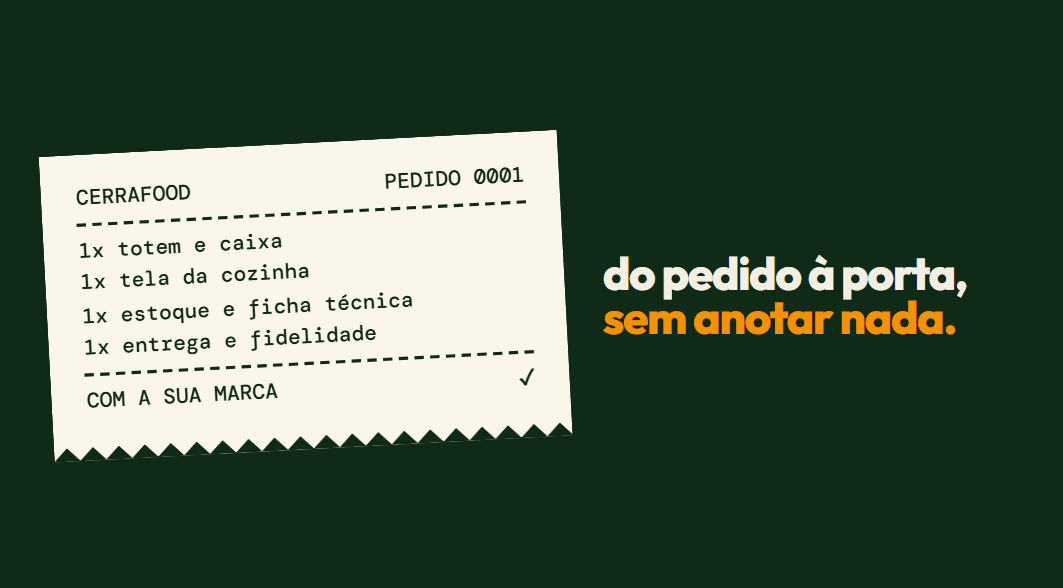 CERRAFOOD PEDIDO 0001
1x totem e caixa
1x tela da cozinha
1x estoque e ficha técnica
1x entrega e fidelidade
COM A SUA MARCA ✓
do pedido à porta,
sem anotar nada.